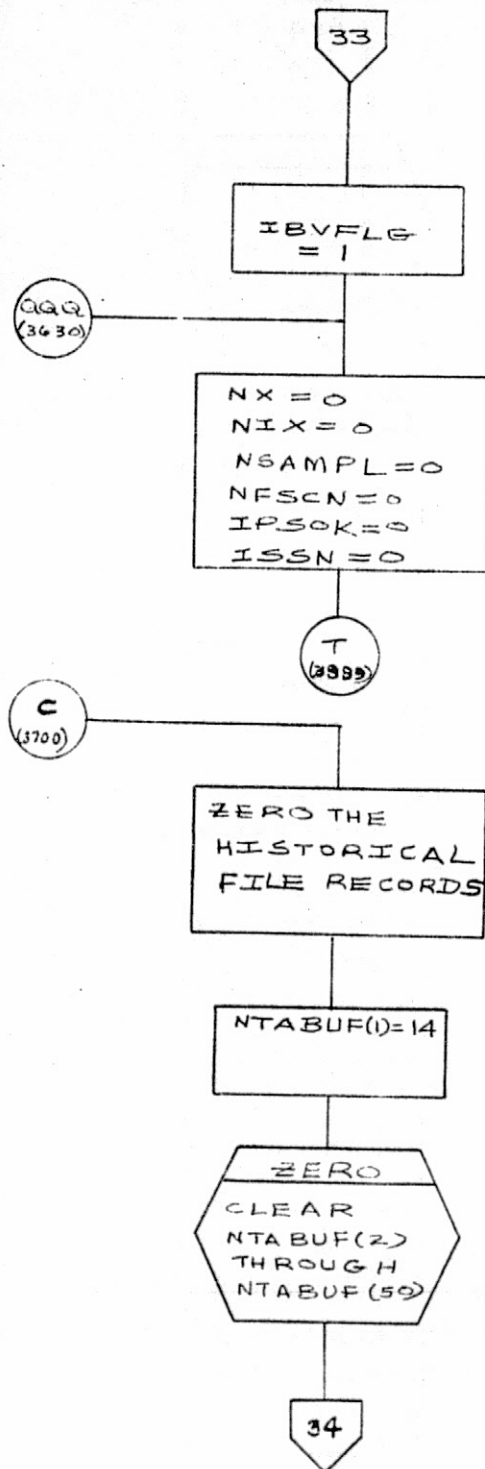 33
IBVFLG
= 1
QQQ
(3630)
NX = 0
NIX = 0
NSAMPL = 0
NFSCN = 0
IPSOK = 0
ISSN = 0
T
(3999)
C
(3700)
ZERO THE
HISTORICAL
FILE RECORDS
NTABUF(1)=14
ZERO
CLEAR
NTABUF(2)
THROUGH
NTABUF(50)
34